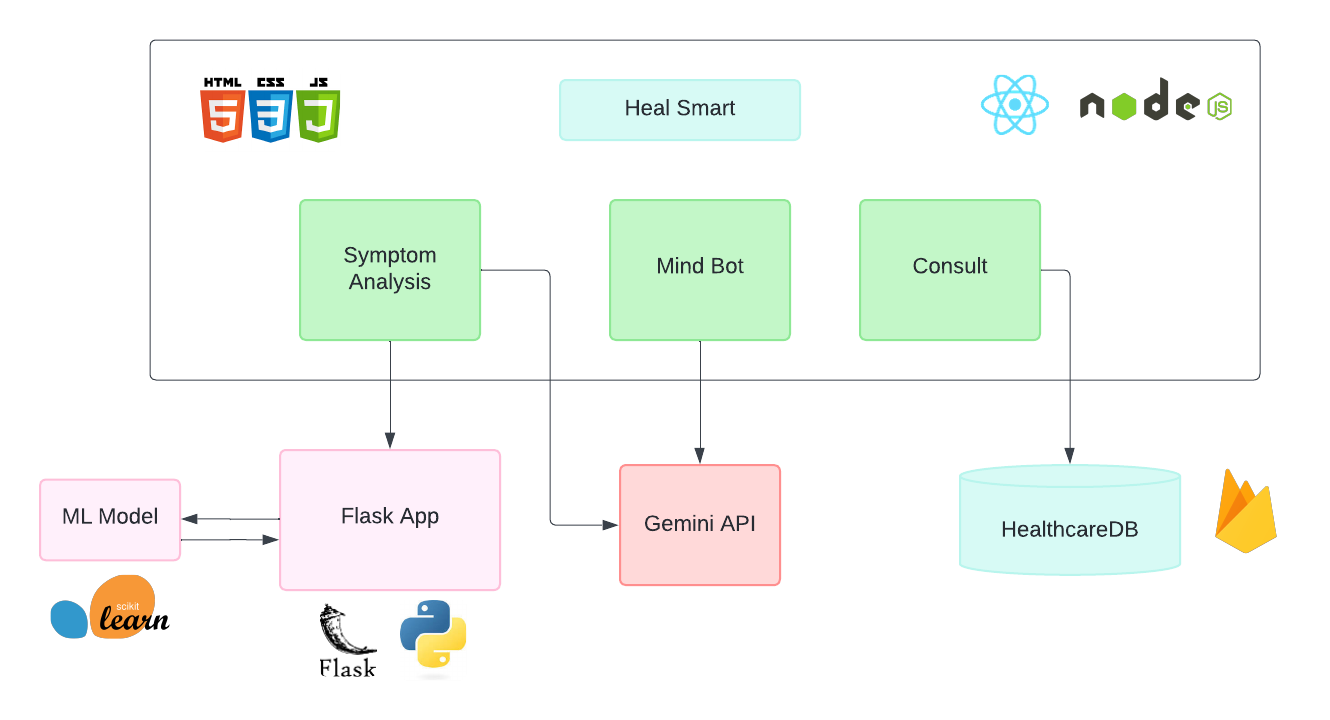 HTML CSS JS
Heal Smart
node
JS
Symptom
Analysis
Mind Bot
Consult
ML Model
Flask App
Gemini API
HealthcareDB
scikit
learn
Flask